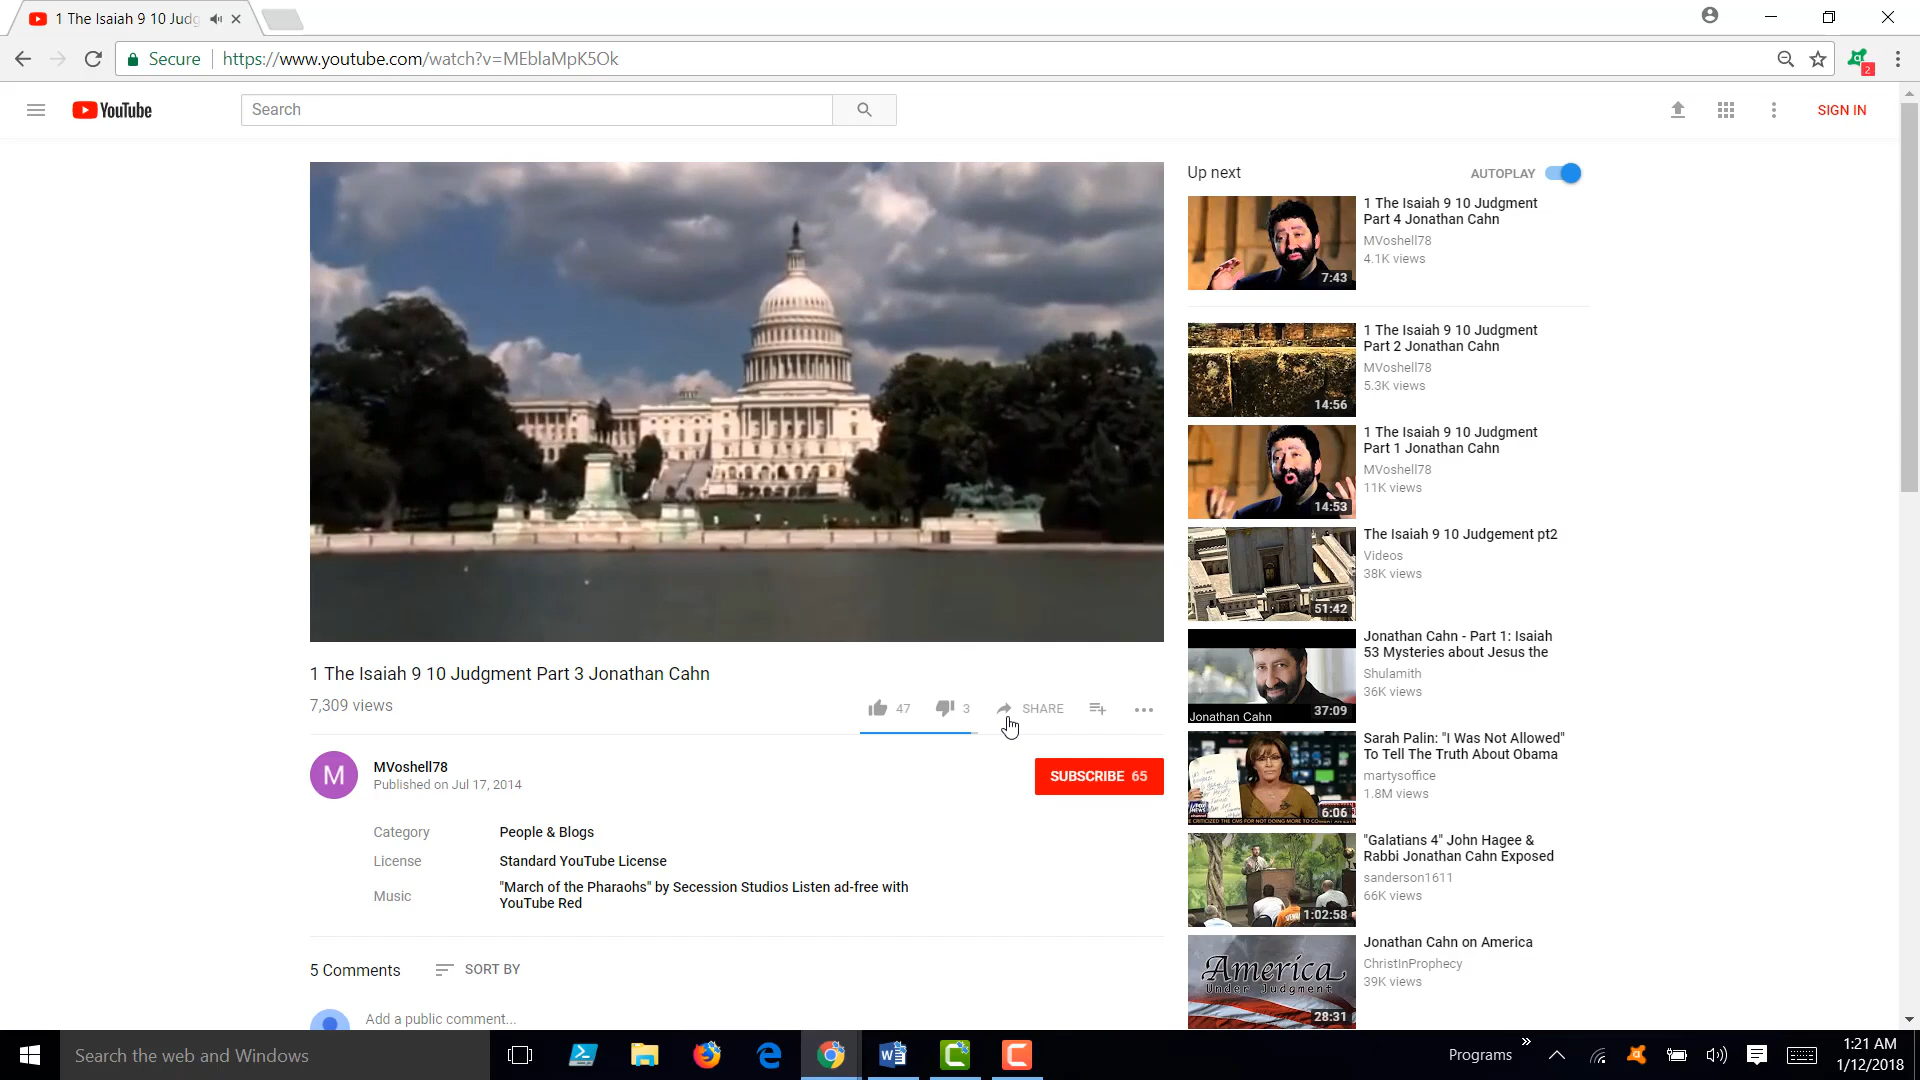 1 The Isaiah 9 10 Judg
Secure
https://www.youtube.com/watch?v=MEblaMpK5Ok
2
YouTube
Search
SIGN IN
1 The Isaiah 9 10 Judgment Part 3 Jonathan Cahn
7,309 views
47
3
SHARE
MVoshell78
Published on Jul 17, 2014
SUBSCRIBE 65
Category
People & Blogs
License
Standard YouTube License
Music
"March of the Pharaohs" by Secession Studios Listen ad-free with
YouTube Red
5 Comments
SORT BY
Add a public comment...
Up next
AUTOPLAY
7:43
1 The Isaiah 9 10 Judgment
Part 4 Jonathan Cahn
MVoshell78
4.1K views
14:56
1 The Isaiah 9 10 Judgment
Part 2 Jonathan Cahn
MVoshell78
5.3K views
14:53
1 The Isaiah 9 10 Judgment
Part 1 Jonathan Cahn
MVoshell78
11K views
51:42
The Isaiah 9 10 Judgement pt2
Videos
38K views
Jonathan Cahn
37:09
Jonathan Cahn - Part 1: Isaiah
53 Mysteries about Jesus the
Shulamith
36K views
6:06
Sarah Palin: "I Was Not Allowed"
To Tell The Truth About Obama
martysoffice
1.8M views
1:02:58
"Galatians 4" John Hagee &
Rabbi Jonathan Cahn Exposed
sanderson1611
66K views
America
Under Judgment
28:31
Jonathan Cahn on America
ChristInProphecy
39K views
Search the web and Windows
Programs
1:21 AM
1/12/2018